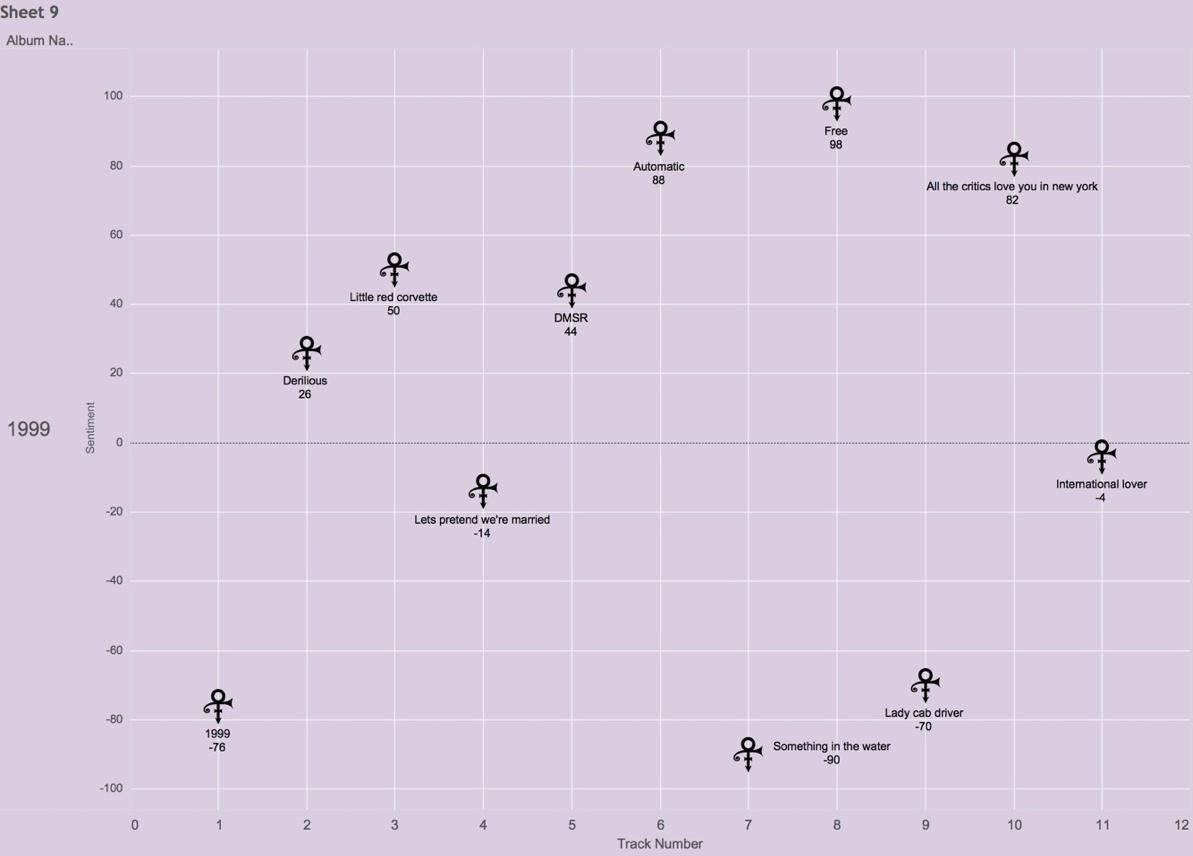 Sheet 9
Album Na..
100
Free
98
Automatic
88
80
All the critics love you in new york
82
60
Little red corvette
50
40
DMSR
44
20
Derilious
26
1999
Sentiment
0
International lover
-4
-20
Lets pretend we're married
-14
-40
-60
-80
Lady cab driver
-70
1999
-76
Something in the water
-90
-100
0 1 2 3 4 5 6 7 8 9 10 11 12
Track Number